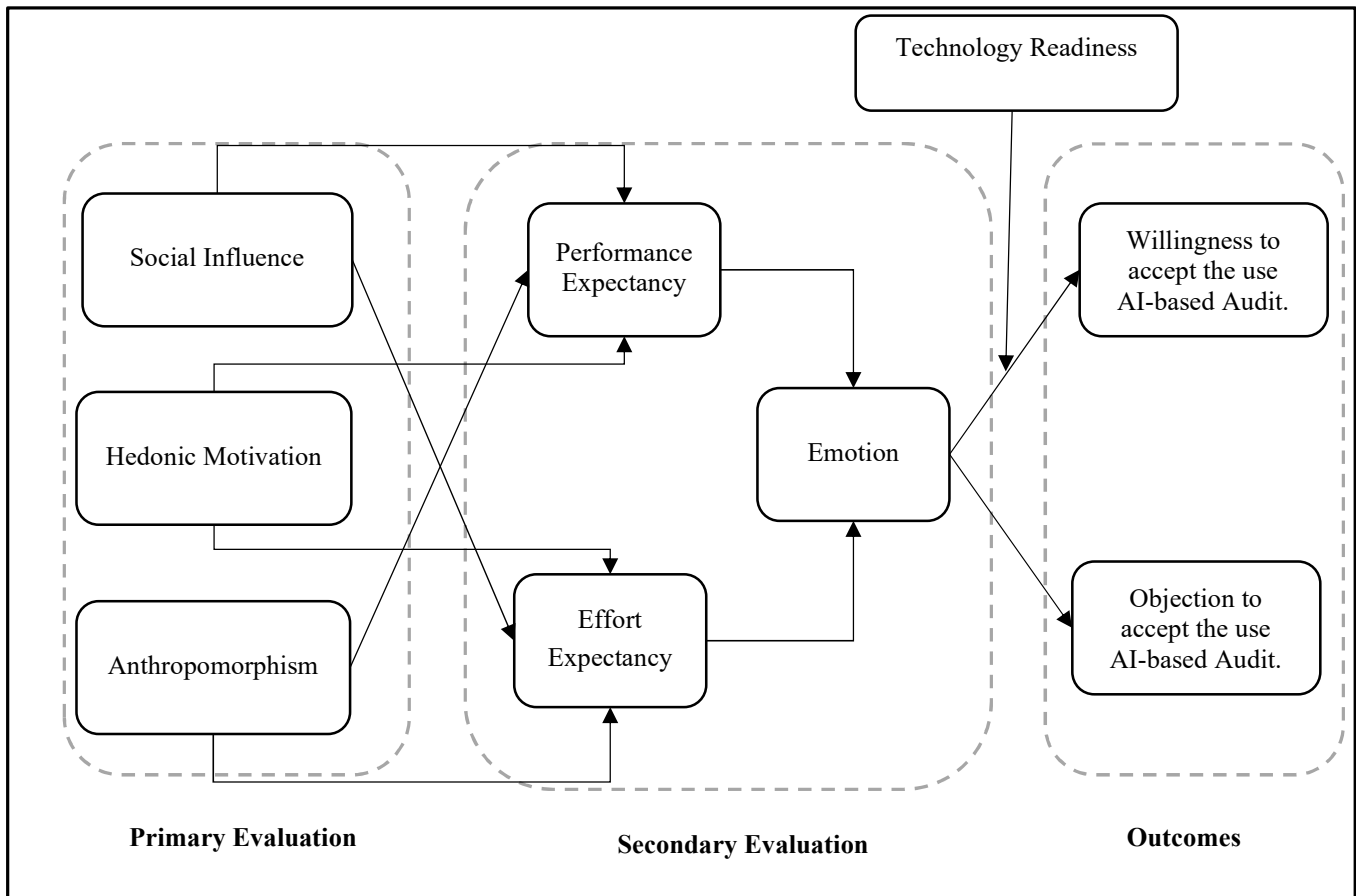 Technology Readiness
Social Influence
Hedonic Motivation
Anthropomorphism
Performance
Expectancy
Effort
Expectancy
Emotion
Willingness to
accept the use
AI-based Audit.
Objection to
accept the use
AI-based Audit.
Primary Evaluation
Secondary Evaluation
Outcomes